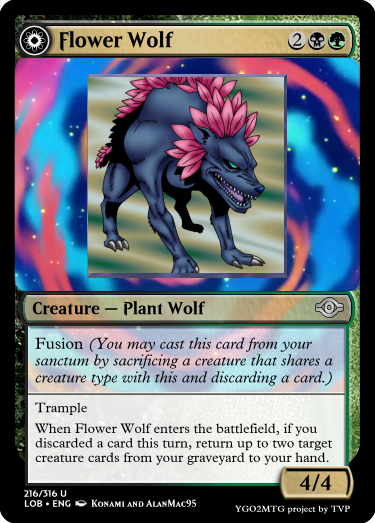 Flower Wolf 2
Creature — Plant Wolf
Fusion (You may cast this card from your
sanctum by sacrificing a creature that shares a
creature type with this and discarding a card.)
Trample
When Flower Wolf enters the battlefield, if you
discarded a card this turn, return up to two target
creature cards from your graveyard to your hand.
4/4
216/316 U
LOB • ENG Konami and AlanMac95
YGO2MTG project by TVP